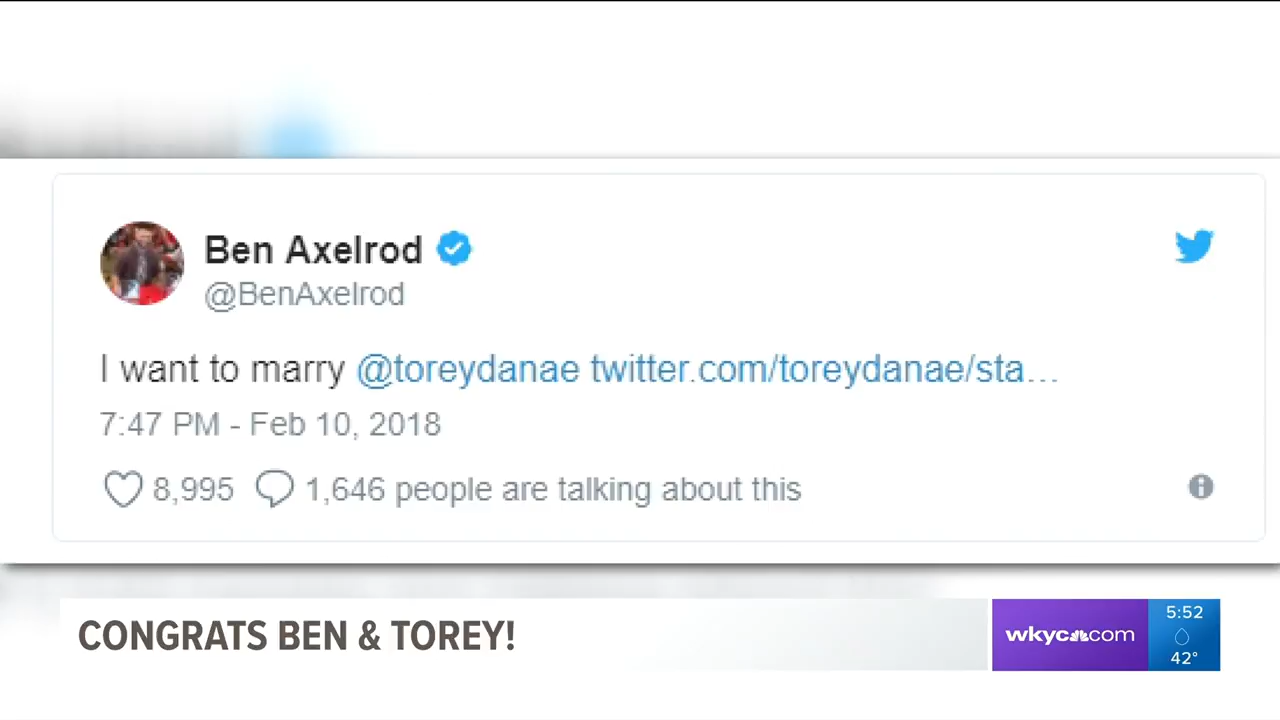 Ben Axelrod
@BenAxelrod
I want to marry @toreydanae twitter.com/toreydanae/sta…
7:47 PM - Feb 10, 2018
8,995 1,646 people are talking about this
CONGRATS BEN & TOREY!
wkyc.com
5:52
42°